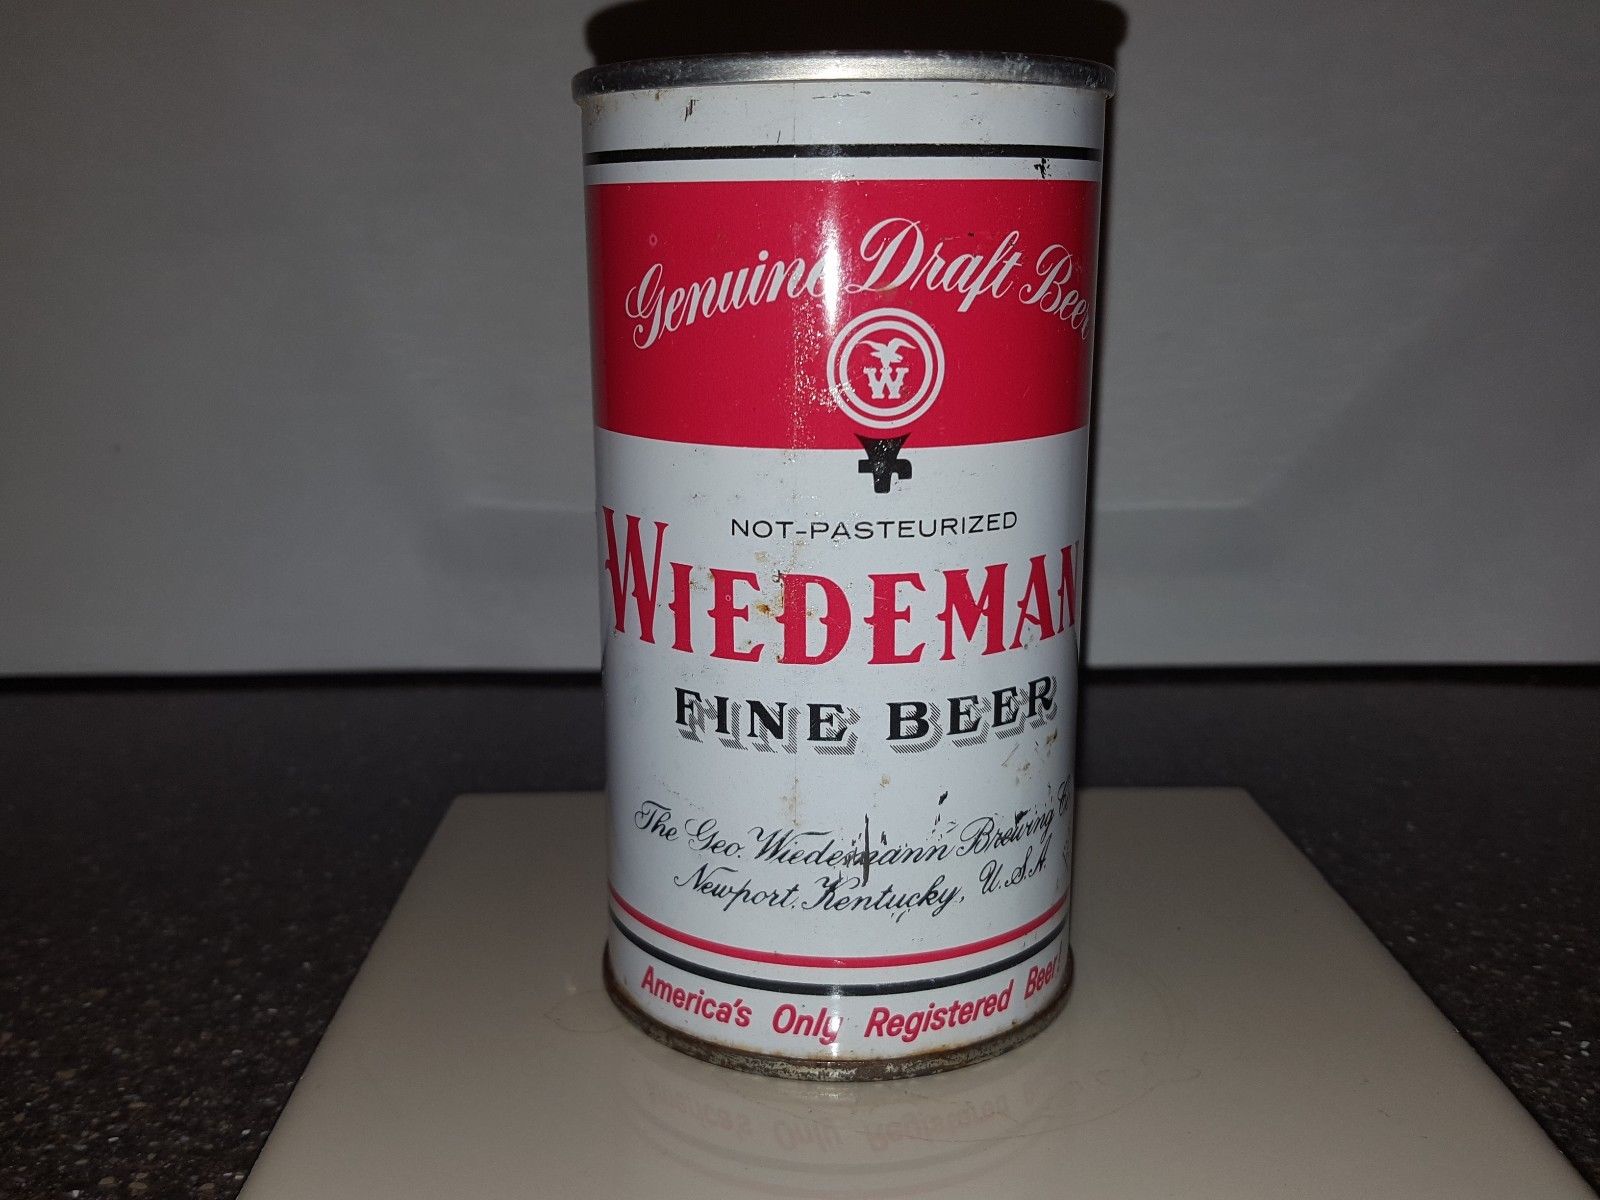 Genuine Draft Beer
W
NOT-PASTEURIZED
WIEDEMAN
FINE BEER
The Geo. Wiedemann Brewing Co.
Newport, Kentucky, U.S.A.
America's Only Registered Beer!